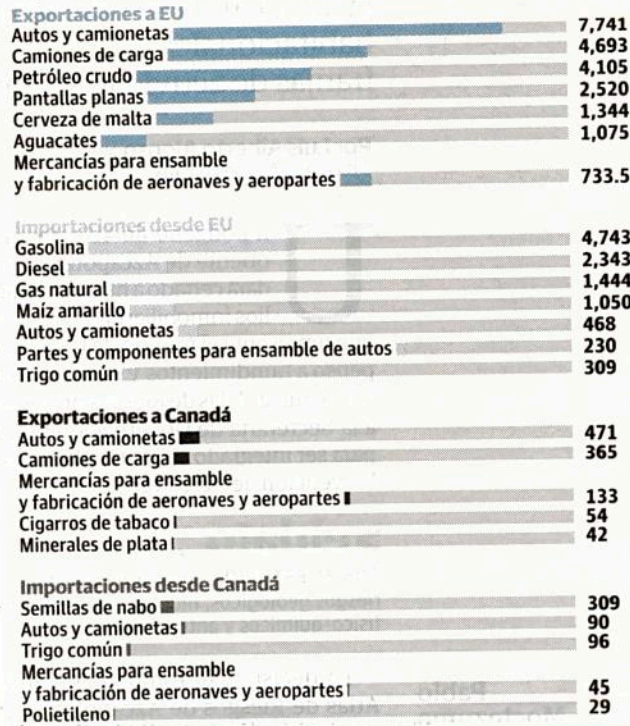 Exportaciones a EU
Autos y camionetas 7,741
Camiones de carga 4,693
Petróleo crudo 4,105
Pantallas planas 2,520
Cerveza de malta 1,344
Aguacates 1,075
Mercancías para ensamble
y fabricación de aeronaves y aeropartes 733.5
Importaciones desde EU
Gasolina 4,743
Diesel 2,343
Gas natural 1,444
Maíz amarillo 1,050
Autos y camionetas 468
Partes y componentes para ensamble de autos 230
Trigo común 309
Exportaciones a Canadá
Autos y camionetas 471
Camiones de carga 365
Mercancías para ensamble
y fabricación de aeronaves y aeropartes 133
Cigarros de tabaco 54
Minerales de plata 42
Importaciones desde Canadá
Semillas de nabo 309
Autos y camionetas 90
Trigo común 96
Mercancías para ensamble
y fabricación de aeronaves y aeropartes 45
Polietileno 29